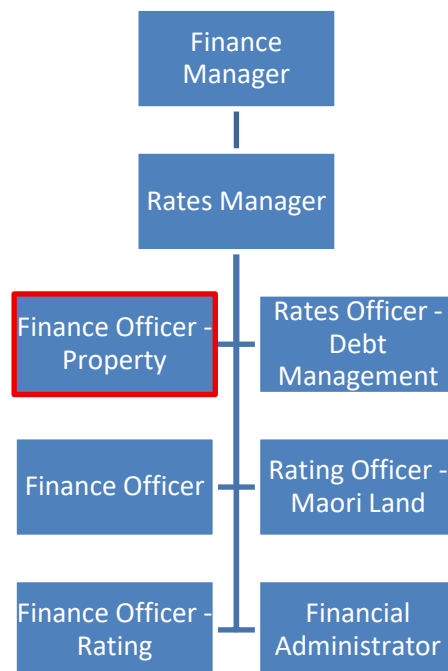 Finance
Manager
Rates Manager
Finance Officer -
Property
Rates Officer -
Debt
Management
Finance Officer
Rating Officer -
Maori Land
Finance Officer -
Rating
Financial
Administrator